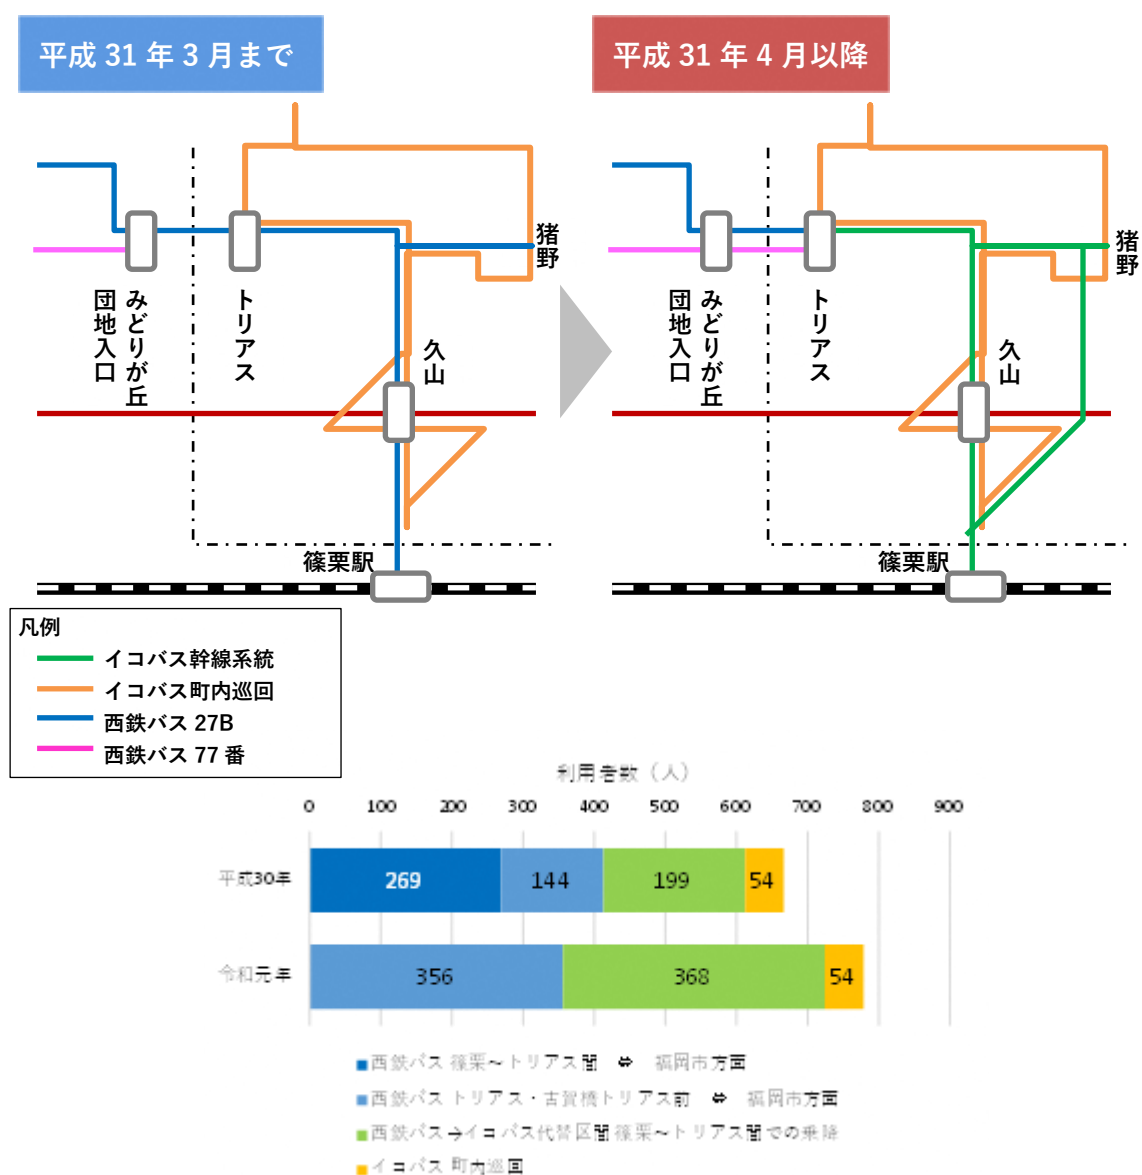 平成 31 年 3 月まで
平成 31 年 4 月以降
猪野
みどりが丘
団地入口
トリアス
久山
篠栗駅
猪野
みどりが丘
団地入口
トリアス
久山
篠栗駅
凡例
イコバス幹線系統
イコバス町内巡回
西鉄バス 27B
西鉄バス 77 番
利用者数（人）
0 100 200 300 400 500 600 700 800 900
平成30年 269 144 199 54
令和元年 356 368 54
西鉄バス 篠栗～トリアス間 ⇔ 福岡市方面
西鉄バス トリアス・古賀橋トリアス前 ⇔ 福岡市方面
西鉄バス→イコバス代替区間 篠栗～トリアス間での乗降
イコバス 町内巡回